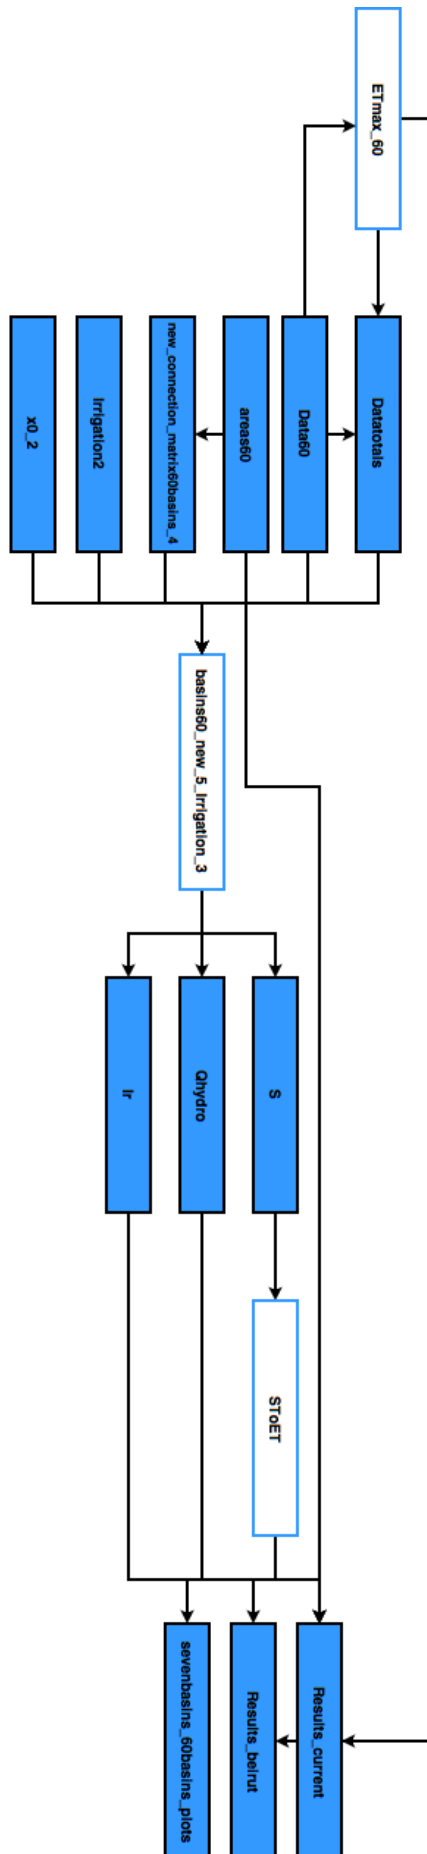 ETmax_60
Datatotals
Data60
areas60
new_connection_matrix60basins_4
Irrigation2
x0_2
basins60_new_5_Irrigation_3
S
Qhydro
Ir
SToET
Results_current
Results_beirut
sevenbasins_60basins_plots